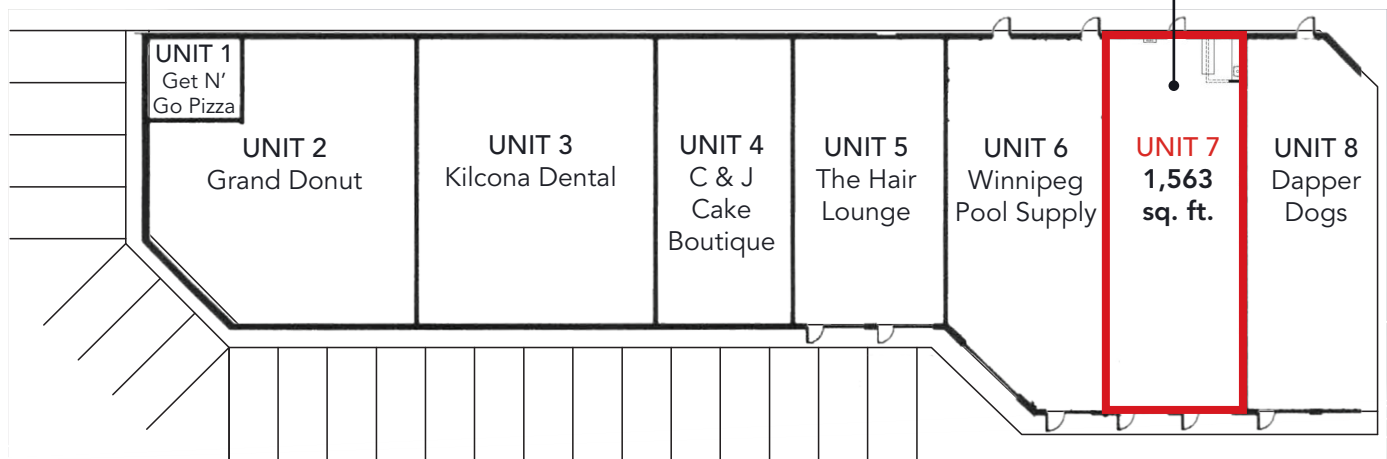 UNIT 1
Get N’
Go Pizza
UNIT 2
Grand Donut
UNIT 3
Kilcona Dental
UNIT 4
C & J
Cake
Boutique
UNIT 5
The Hair
Lounge
UNIT 6
Winnipeg
Pool Supply
UNIT 7
1,563
sq. ft.
UNIT 8
Dapper
Dogs